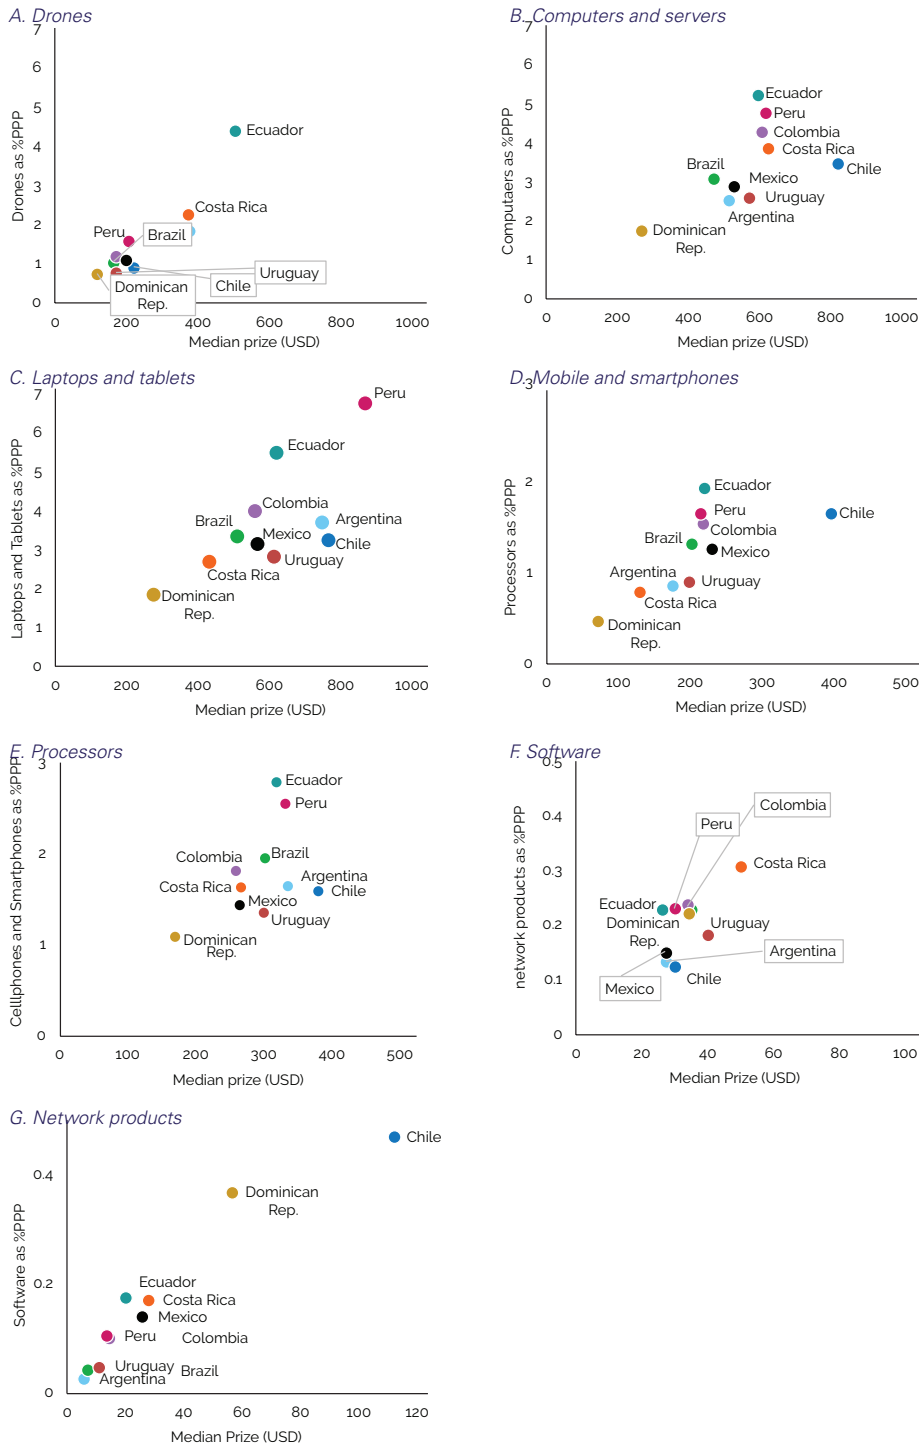 A. Drones
7
6
5
4
3
2
1
0
Drones as %PPP
Ecuador
Costa Rica
Peru
Brazil
Uruguay
Chile
Dominican
Rep.
0
200
400
600
800
1000
Median prize (USD)
B. Computers and servers
7
6
5
4
3
2
1
0
Computaers as %PPP
Ecuador
Peru
Colombia
Costa Rica
Chile
Brazil
Mexico
Uruguay
Argentina
Dominican
Rep.
0
200
400
600
800
1000
Median prize (USD)
C. Laptops and tablets
7
6
5
4
3
2
1
0
Laptops and Tablets as %PPP
Peru
Ecuador
Colombia
Argentina
Brazil
Mexico
Chile
Uruguay
Costa Rica
Dominican
Rep.
0
200
400
600
800
1000
Median prize (USD)
D. Mobile and smartphones
3
2
1
0
Processors as %PPP
Ecuador
Peru
Chile
Colombia
Brazil
Mexico
Argentina
Uruguay
Costa Rica
Dominican
Rep.
0
100
200
300
400
500
Median prize (USD)
E. Processors
3
2
1
0
Celllphones and Smartphones as %PPP
Ecuador
Peru
Colombia
Brazil
Argentina
Costa Rica
Chile
Mexico
Uruguay
Dominican
Rep.
0
100
200
300
400
500
Median prize (USD)
F. Software
0.5
0.4
0.3
0.2
0.1
0
network products as %PPP
Colombia
Peru
Costa Rica
Ecuador
Dominican
Rep.
Uruguay
Argentina
Chile
Mexico
0
20
40
60
80
100
Median Prize (USD)
G. Network products
0.4
0.2
0
Software as %PPP
Chile
Dominican
Rep.
Ecuador
Costa Rica
Mexico
Peru
Colombia
Uruguay
Brazil
Argentina
0
20
40
60
80
100
120
Median Prize (USD)